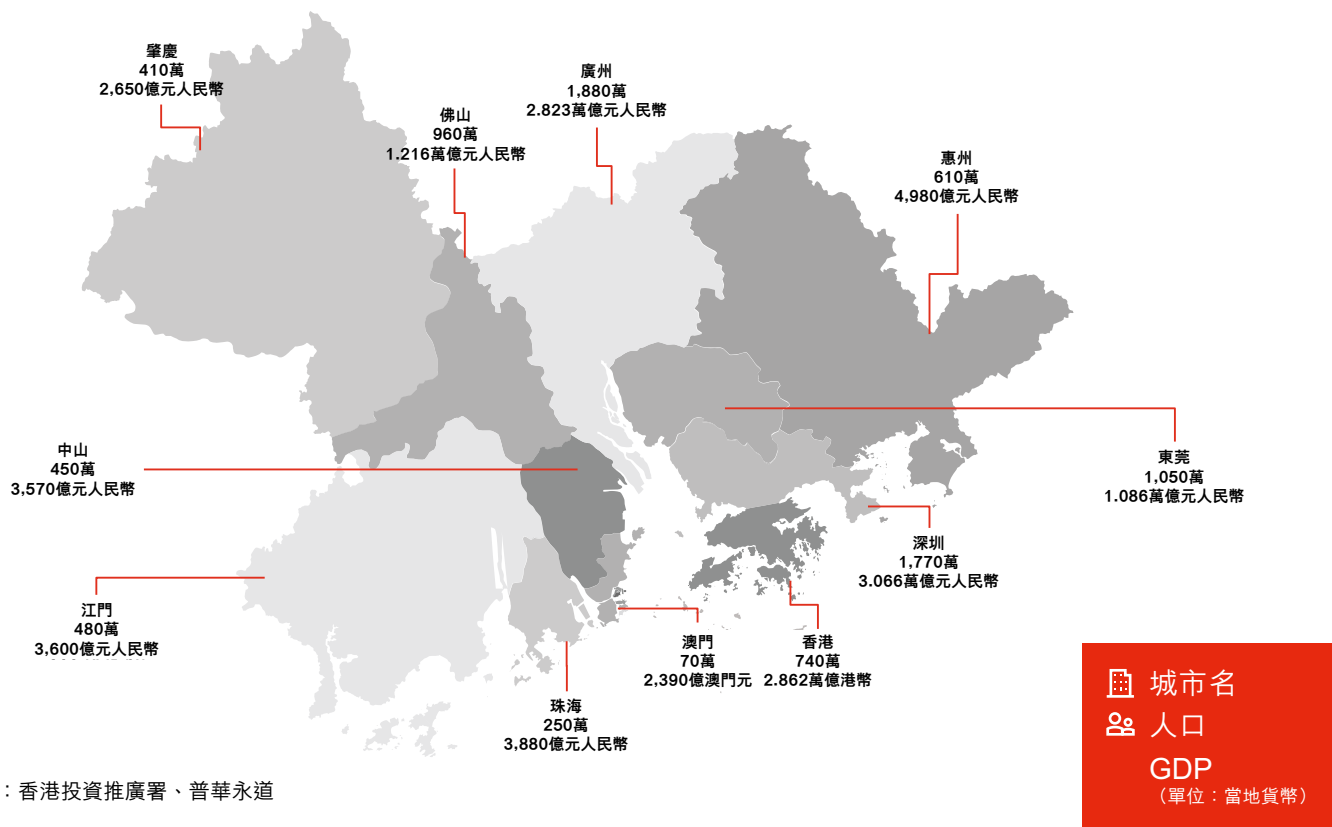 肇慶
410萬
2,650億元人民幣
佛山
960萬
1.216萬億元人民幣
廣州
1,880萬
2.823萬億元人民幣
惠州
610萬
4,980億元人民幣
中山
450萬
3,570億元人民幣
東莞
1,050萬
1.086萬億元人民幣
深圳
1,770萬
3.066萬億元人民幣
江門
480萬
3,600億元人民幣
澳門
70萬
2,390億澳門元
香港
740萬
2.862萬億港幣
珠海
250萬
3,880億元人民幣
城市名
人口
GDP
（單位：當地貨幣）
：香港投資推廣署、普華永道